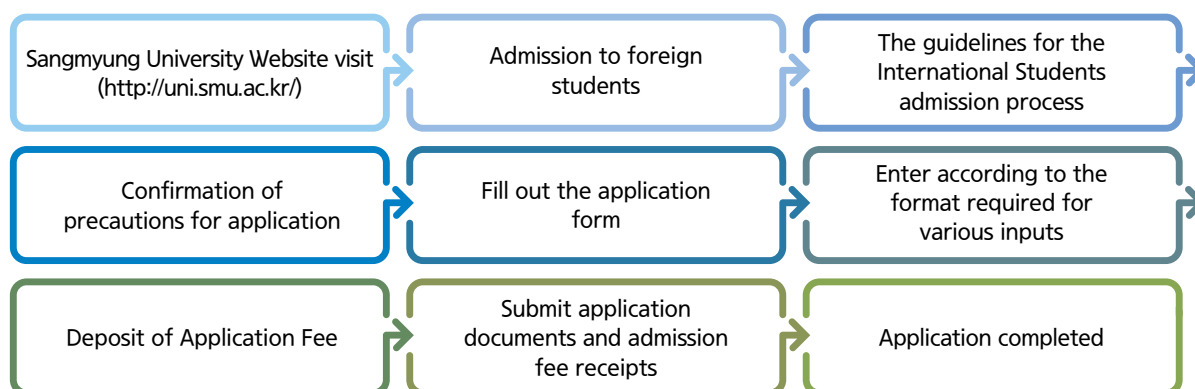 Sangmyung University Website visit
(http://uni.smu.ac.kr/)
Admission to foreign
students
The guidelines for the
International Students
admission process
Confirmation of
precautions for application
Fill out the application
form
Enter according to the
format required for
various inputs
Deposit of Application Fee
Submit application
documents and admission
fee receipts
Application completed